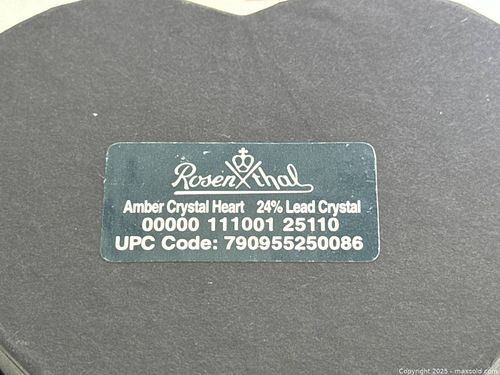 Rosenthal
Amber Crystal Heart 24% Lead Crystal
00000 111001 25110
UPC Code: 790955250086
Copyright 2025 - maxsold.com